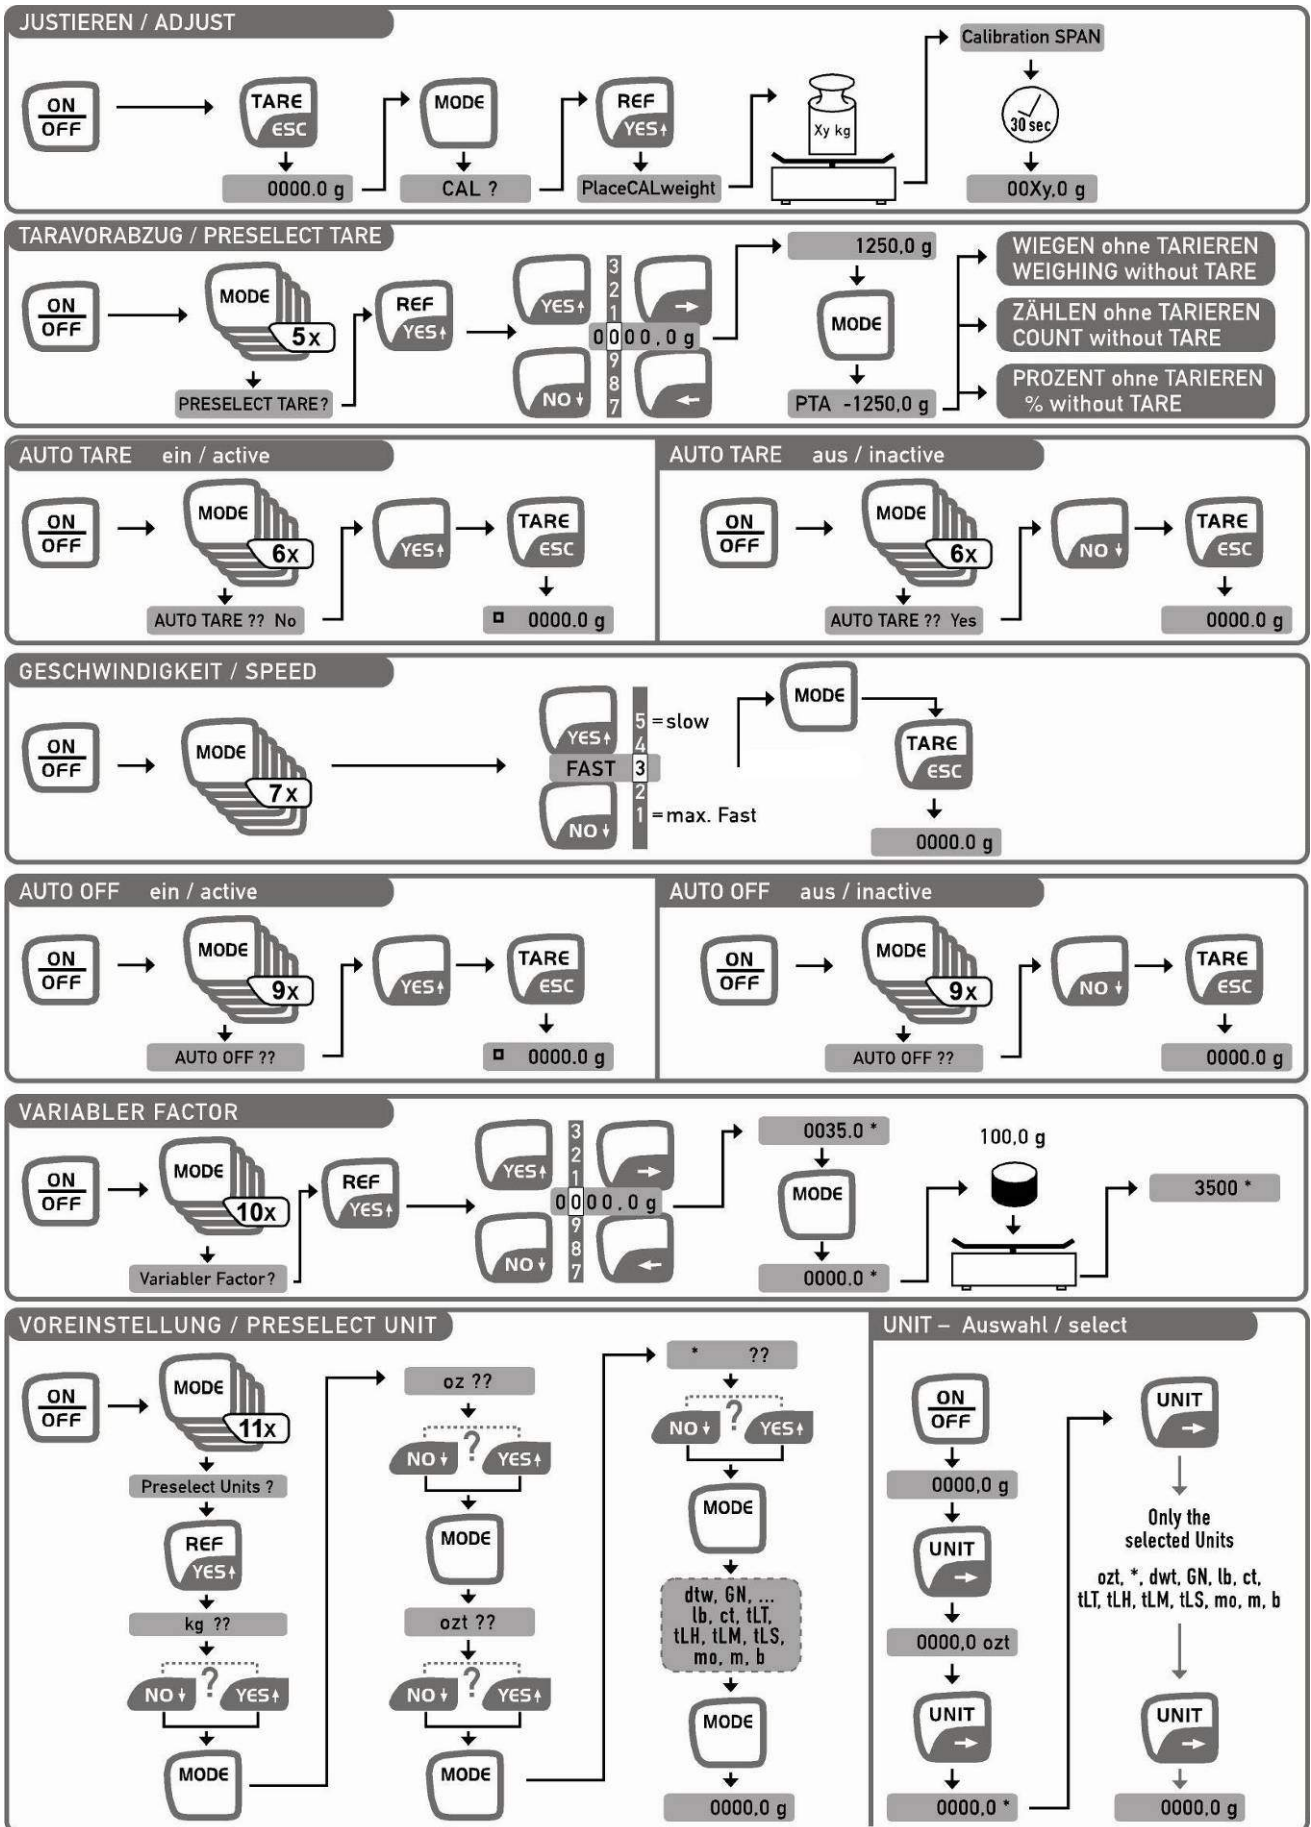 JUSTIEREN / ADJUST
ON
OFF
TARE
ESC
0000.0 g
MODE
CAL ?
REF
YES↑
PlaceCALweight
Xy kg
Calibration SPAN
30 sec
00Xy,0 g
TARAVORABZUG / PRESELECT TARE
ON
OFF
MODE
5x
PRESELECT TARE?
REF
YES↑
YES↑
→
3
2
1
0000,0 g
9
8
7
NO↓
←
1250,0 g
MODE
PTA -1250,0 g
WIEGEN ohne TARIEREN
WEIGHING without TARE
ZÄHLEN ohne TARIEREN
COUNT without TARE
PROZENT ohne TARIEREN
% without TARE
AUTO TARE ein / active
ON
OFF
MODE
6x
AUTO TARE ?? No
YES↑
TARE
ESC
0000.0 g
AUTO TARE aus / inactive
ON
OFF
MODE
6x
AUTO TARE ?? Yes
NO↓
TARE
ESC
0000.0 g
GESCHWINDIGKEIT / SPEED
ON
OFF
MODE
7x
YES↑
5 =slow
4
FAST 3
2
1 =max. Fast
NO↓
MODE
TARE
ESC
0000.0 g
AUTO OFF ein / active
ON
OFF
MODE
9x
AUTO OFF ??
YES↑
TARE
ESC
0000.0 g
AUTO OFF aus / inactive
ON
OFF
MODE
9x
AUTO OFF ??
NO↓
TARE
ESC
0000.0 g
VARIABLER FACTOR
ON
OFF
MODE
10x
Variabler Factor?
REF
YES↑
YES↑
→
3
2
1
0000,0 g
9
8
7
NO↓
←
0035.0 *
MODE
0000.0 *
100,0 g
3500 *
VOREINSTELLUNG / PRESELECT UNIT
ON
OFF
MODE
11x
Preselect Units ?
REF
YES↑
kg ??
NO↓ ? YES↑
MODE
oz ??
NO↓ ? YES↑
MODE
ozt ??
NO↓ ? YES↑
MODE
* ??
NO↓ ? YES↑
MODE
dtw, GN, ...
lb, ct, tLT,
tLH, tLM, tLS,
mo, m, b
MODE
0000,0 g
UNIT – Auswahl / select
ON
OFF
0000,0 g
UNIT
→
0000,0 ozt
UNIT
→
0000,0 *
UNIT
→
Only the
selected Units
ozt, *, dwt, GN, lb, ct,
tLT, tLH, tLM, tLS, mo, m, b
UNIT
→
0000,0 g